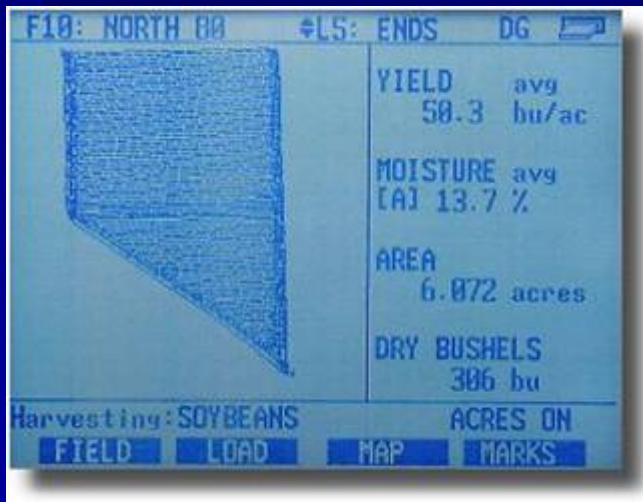 F10: NORTH 80 L5: ENDS DG
YIELD avg
50.3 bu/ac
MOISTURE avg
[A] 13.7 %
AREA
6.072 acres
DRY BUSHELS
306 bu
Harvesting:SOYBEANS ACRES ON
FIELD LOAD MAP MARKS